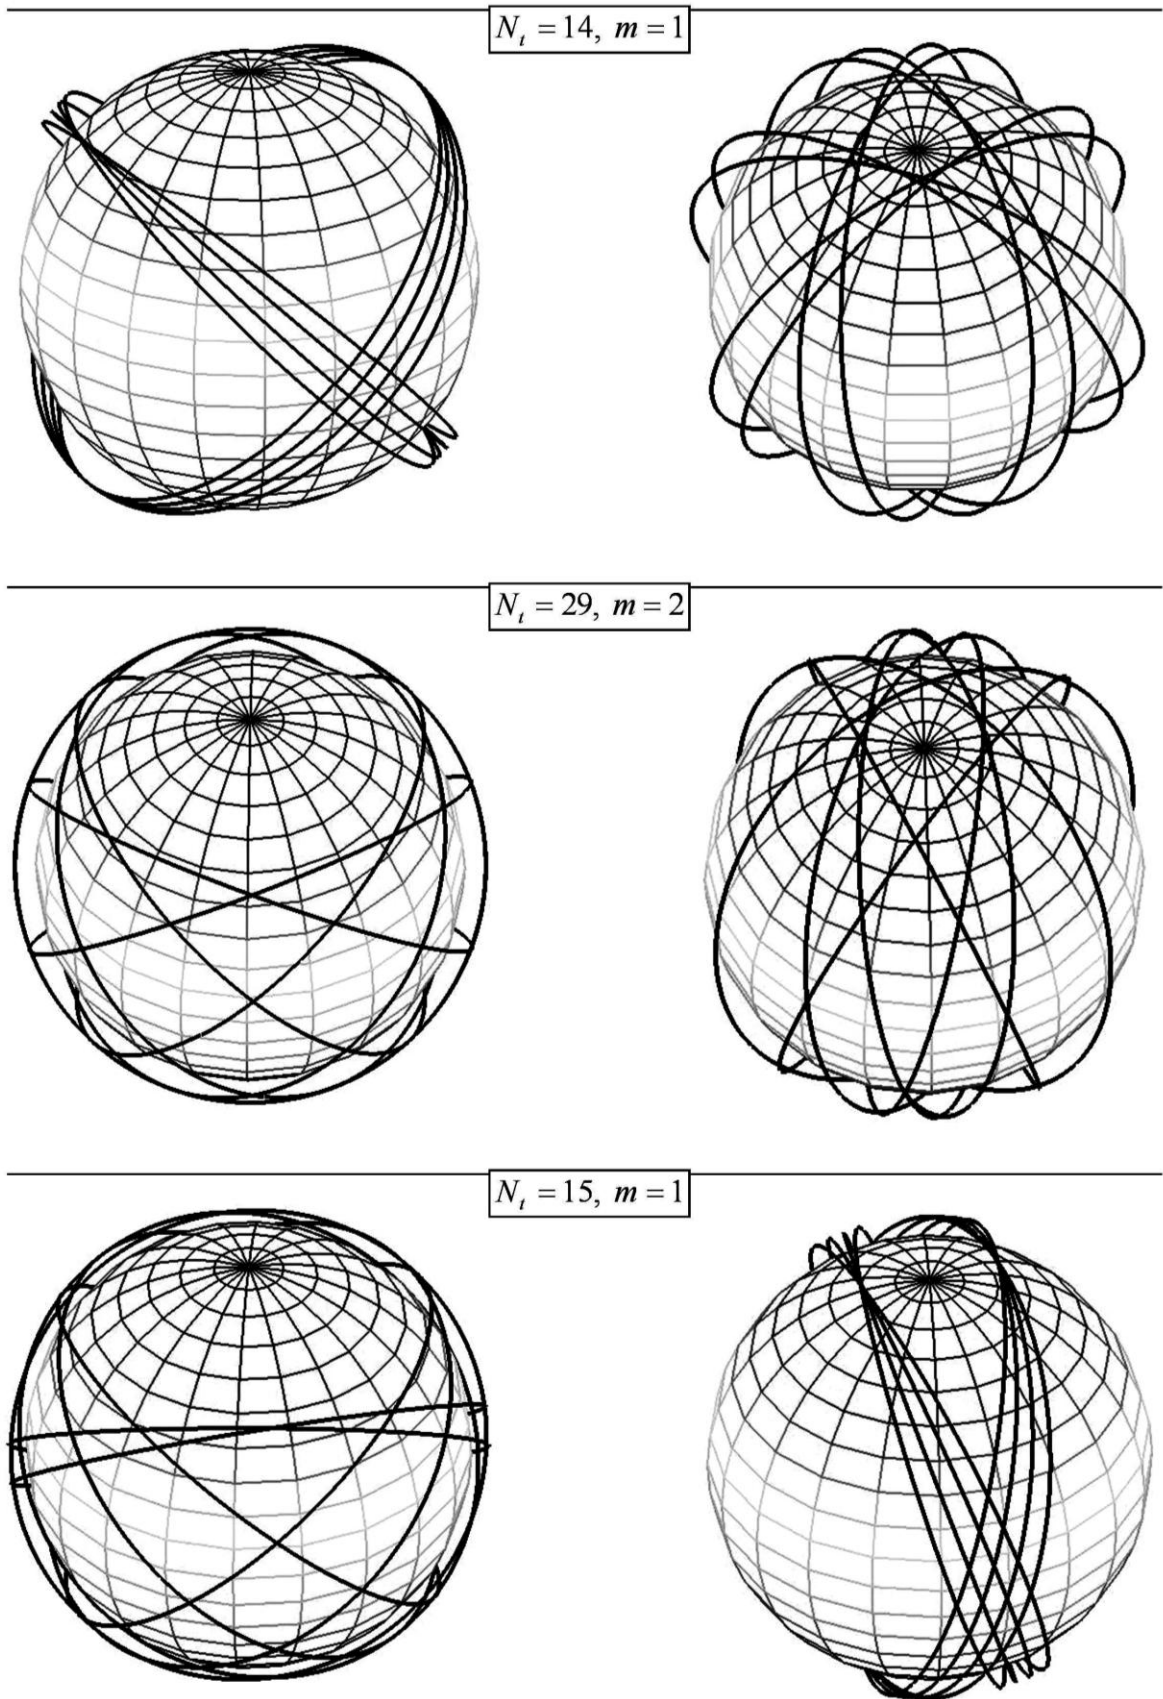 N_t = 14, m = 1
N_t = 29, m = 2
N_t = 15, m = 1